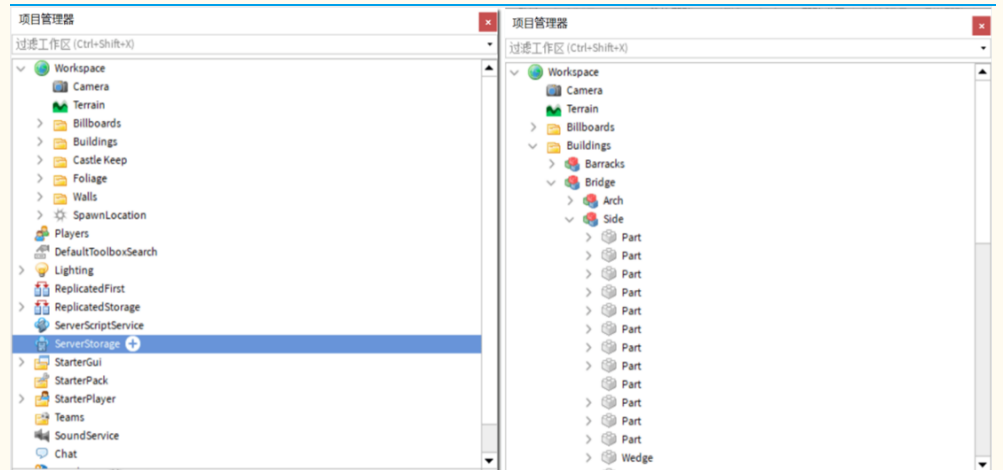 项目管理器
过滤工作区 (Ctrl+Shift+X)
Workspace
Camera
Terrain
Billboards
Buildings
Castle Keep
Foliage
Walls
SpawnLocation
Players
DefaultToolboxSearch
Lighting
ReplicatedFirst
ReplicatedStorage
ServerScriptService
ServerStorage
StarterGui
StarterPack
StarterPlayer
Teams
SoundService
Chat
项目管理器
过滤工作区 (Ctrl+Shift+X)
Workspace
Camera
Terrain
Billboards
Buildings
Barracks
Bridge
Arch
Side
Part
Part
Part
Part
Part
Part
Part
Part
Part
Part
Part
Part
Wedge